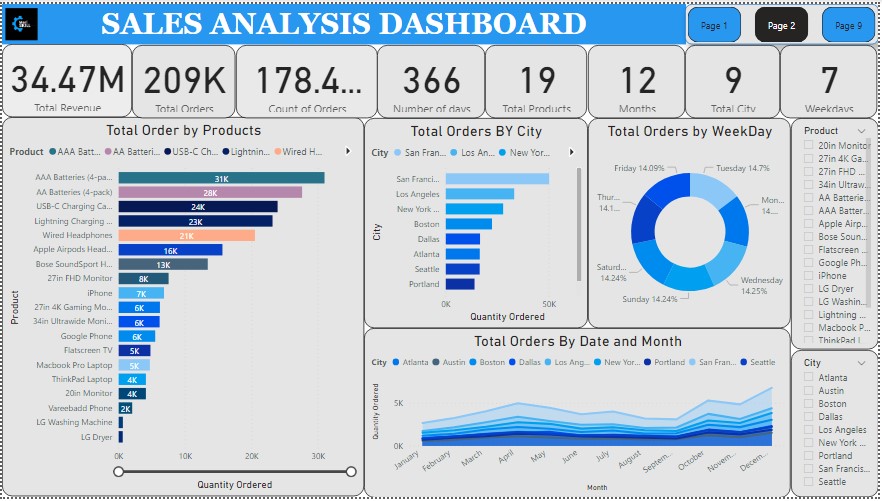 SALES ANALYSIS DASHBOARD
Page 1
Page 2
Page 9
34.47M
Total Revenue
209K
Total Orders
178.4...
Count of Orders
366
Number of days
19
Total Products
12
Months
9
Total City
7
Weekdays
Total Order by Products
Product AAA Batt... AA Batteri... USB-C Ch... Lightnin... Wired H...
Product
AAA Batteries (4-pa... 31K
AA Batteries (4-pack) 28K
USB-C Charging Ca... 24K
Lightning Charging ... 23K
Wired Headphones 21K
Apple Airpods Head... 16K
Bose SoundSport H... 13K
27in FHD Monitor 8K
iPhone 7K
27in 4K Gaming Mo... 6K
34in Ultrawide Moni... 6K
Google Phone 6K
Flatscreen TV 5K
Macbook Pro Laptop 5K
ThinkPad Laptop 4K
20in Monitor 4K
Vareebadd Phone 2K
LG Washing Machine
LG Dryer
0K 10K 20K 30K
Quantity Ordered
Total Orders BY City
City San Fran... Los An... New Yor...
City
San Franci...
Los Angeles
New York ...
Boston
Dallas
Atlanta
Seattle
Portland
0K 50K
Quantity Ordered
Total Orders by WeekDay
Friday 14.09%
Tuesday 14.7%
Thur...
14.1...
Mon...
14....
Saturd...
14.24%
Wednesday
14.25%
Sunday 14.24%
Total Orders By Date and Month
City Atlanta Austin Boston Dallas Los Ang... New Yor... Portland San Fran... Seattle
Quantity Ordered
5K
0K
January
February
March
April
May
June
July
August
Septem...
October
Novem...
Decem...
Month
Product
20in Monitor
27in 4K Ga...
27in FHD ...
34in Ultraw...
AA Batterie...
AAA Batter...
Apple Airp...
Bose Soun...
Flatscreen ...
Google Ph...
iPhone
LG Dryer
LG Washin...
Lightning ...
Macbook P...
ThinkPad L...
City
Atlanta
Austin
Boston
Dallas
Los Angeles
New York ...
Portland
San Francis...
Seattle